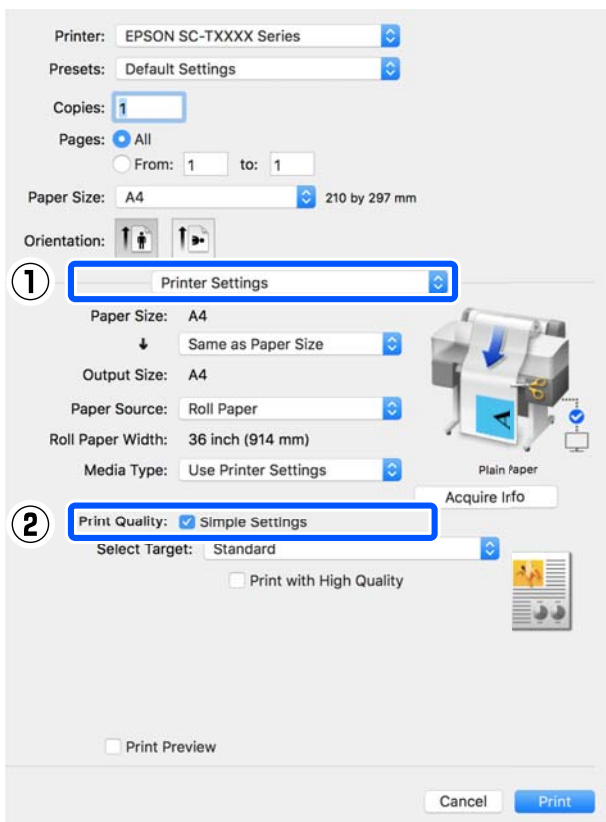 Printer: EPSON SC-TXXXX Series
Presets: Default Settings
Copies: 1
Pages: All
From: 1 to: 1
Paper Size: A4 210 by 297 mm
Orientation:
1 Printer Settings
Paper Size: A4
Same as Paper Size
Output Size: A4
Paper Source: Roll Paper
Roll Paper Width: 36 inch (914 mm)
Media Type: Use Printer Settings
A
Plain Paper
Acquire Info
2 Print Quality: Simple Settings
Select Target: Standard
Print with High Quality
Print Preview
Cancel Print